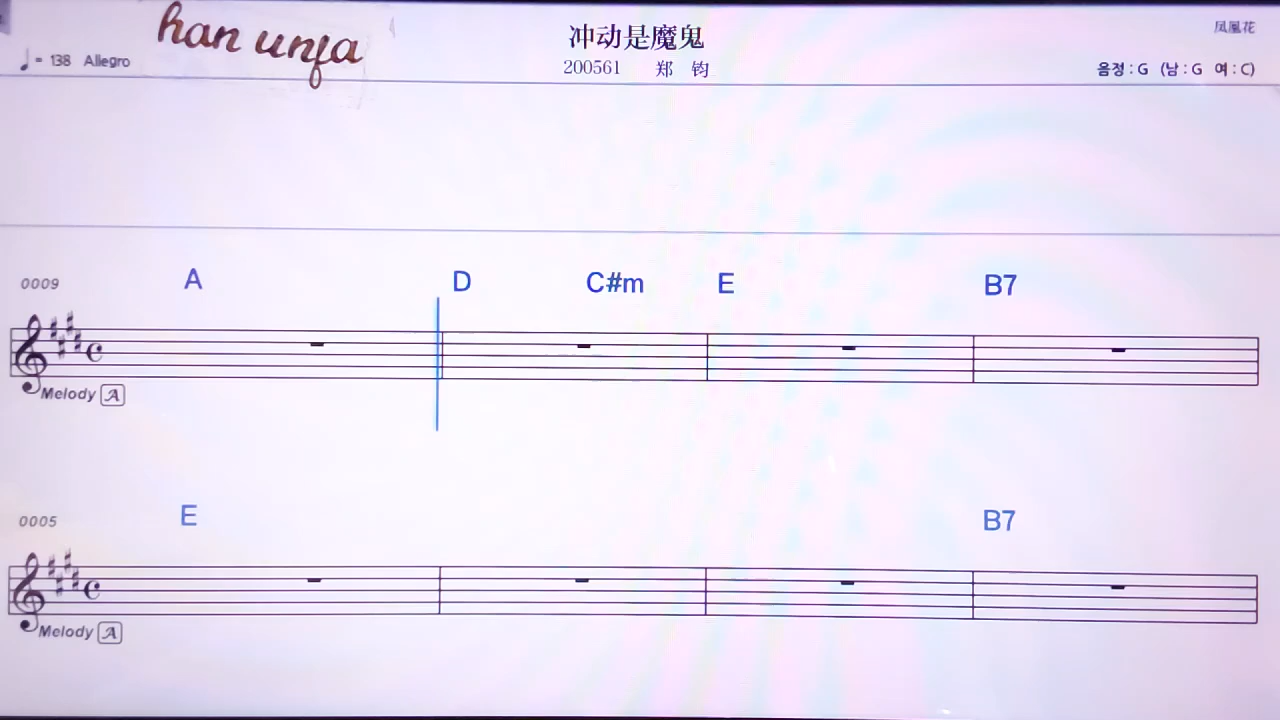 han unfa
冲动是魔鬼
凤凰花
♩= 138 Allegro
200561 郑 钧
음정 : G (남 : G 여 : C)
0009 A D C#m E B7
Melody A
0005 E B7
Melody A